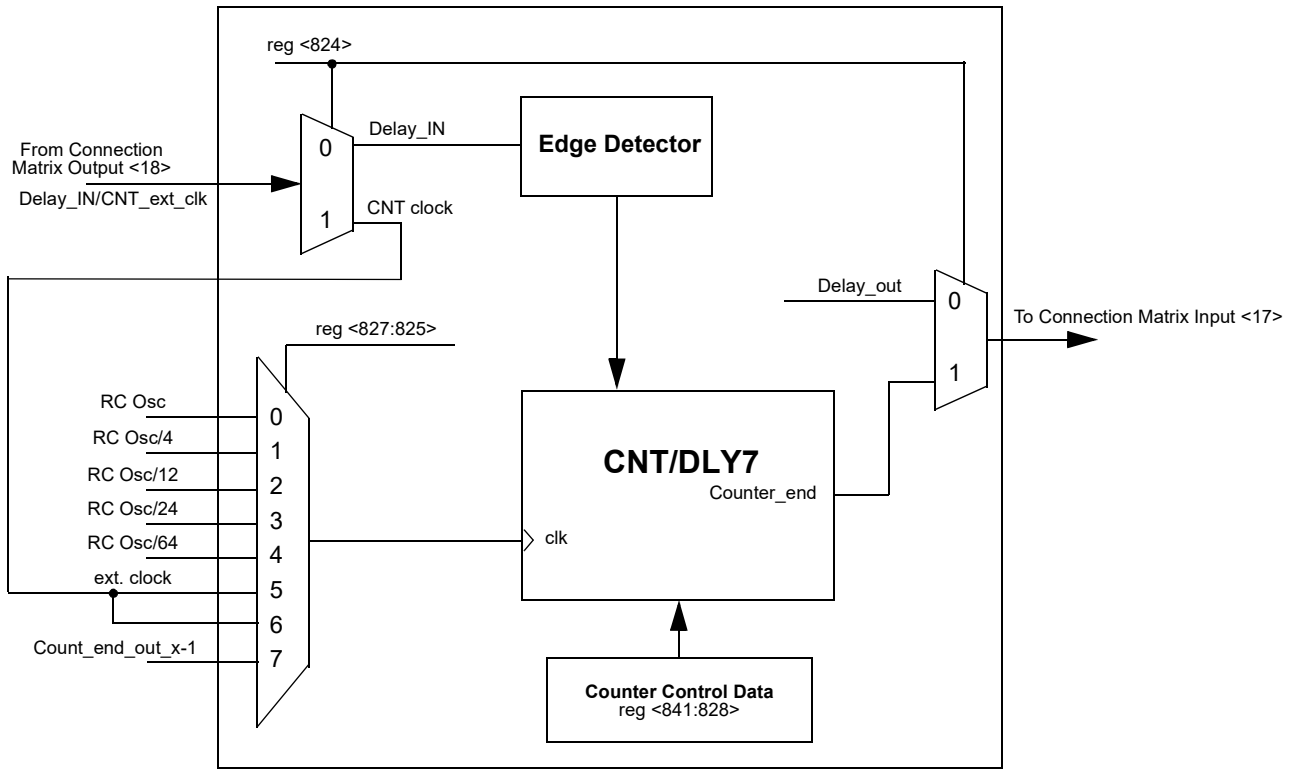 reg <824>
0
Delay_IN
Edge Detector
From Connection
Matrix Output <18>
Delay_IN/CNT_ext_clk
1
CNT clock
Delay_out
0
To Connection Matrix Input <17>
1
reg <827:825>
RC Osc
0
RC Osc/4
1
RC Osc/12
2
RC Osc/24
3
RC Osc/64
4
ext. clock
5
6
Count_end_out_x-1
7
CNT/DLY7
Counter_end
clk
Counter Control Data
reg <841:828>